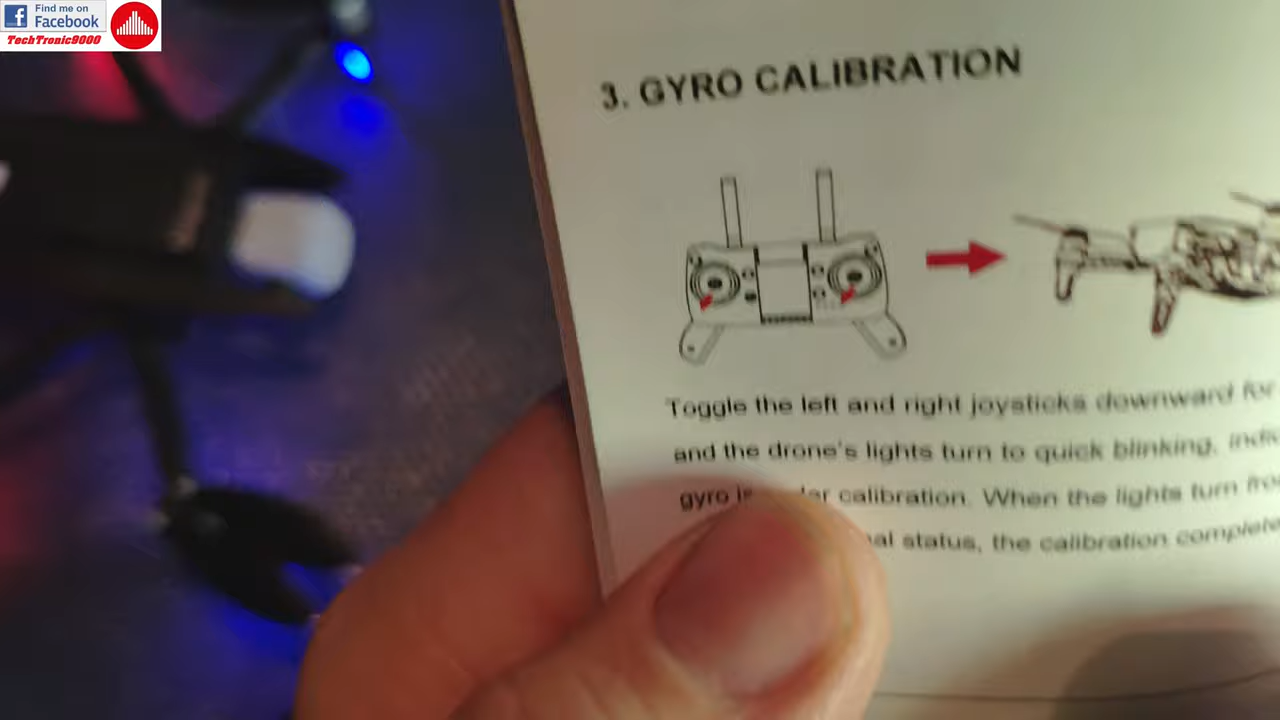 Find me on
Facebook
TechTronic9000
3. GYRO CALIBRATION
Toggle the left and right joysticks downward for
and the drone's lights turn to quick blinking,
gyro is calibration. When the lights turn
status, the calibration